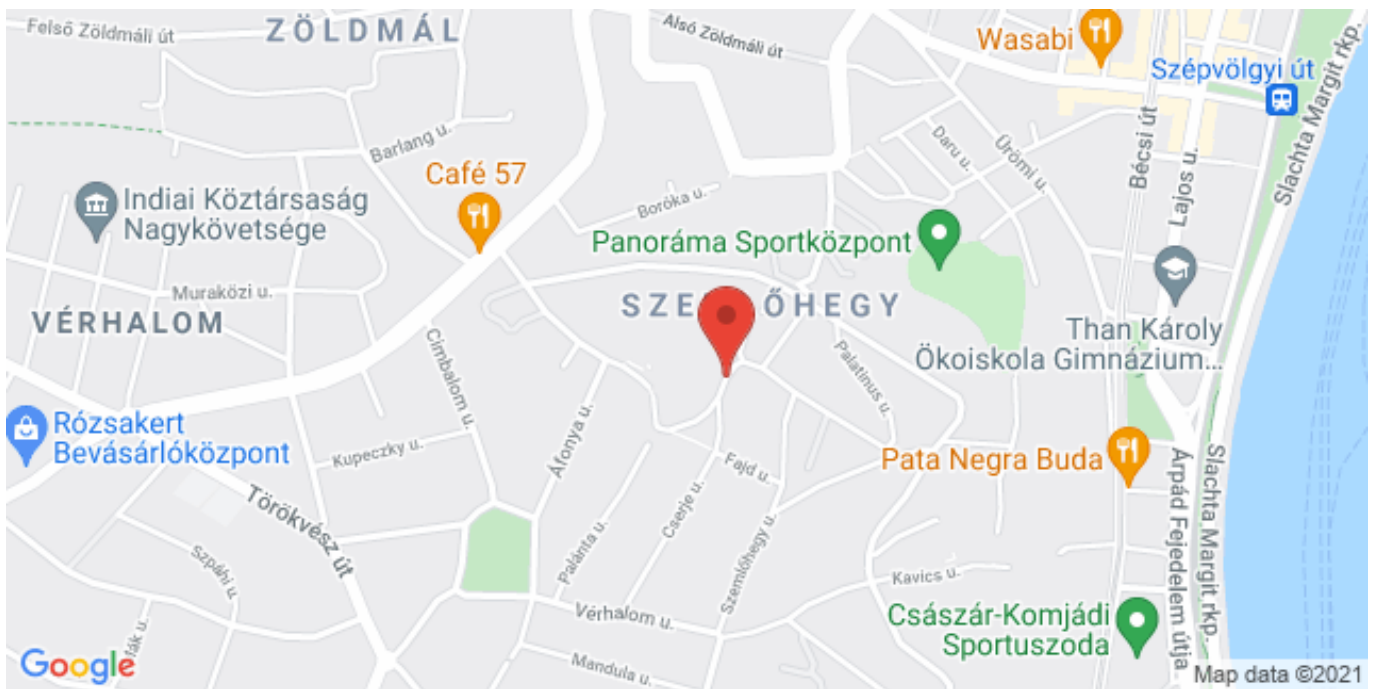 Felső Zöldmáli út
ZÖLDMÁL
Alsó Zöldmáli út
Wasabi
Szépvölgyi út
Slachta Margit rkp.
Barlang u.
Café 57
Daru u.
Ürömi u.
Bécsi út
Lajos u.
Indiai Köztársaság
Nagykövetsége
Boróka u.
Panoráma Sportközpont
Muraközi u.
VÉRHALOM
SZE
ŐHEGY
Than Károly
Ökoiskola Gimnázium...
Cimbalom u.
Palatinus u.
Rózsakert
Bevásárlóközpont
Kupeczky u.
Áfonya u.
Fajd u.
Pata Negra Buda
Törökvész út
Cserje u.
Árpád Fejedelem útja
Slachta Margit rkp.
Szpáhi u.
Palánta u.
Szemlőhegy u.
Kavics u.
Vérhalom u.
Császár-Komjádi
Sportuszoda
Mandula u.
Google
Map data ©2021